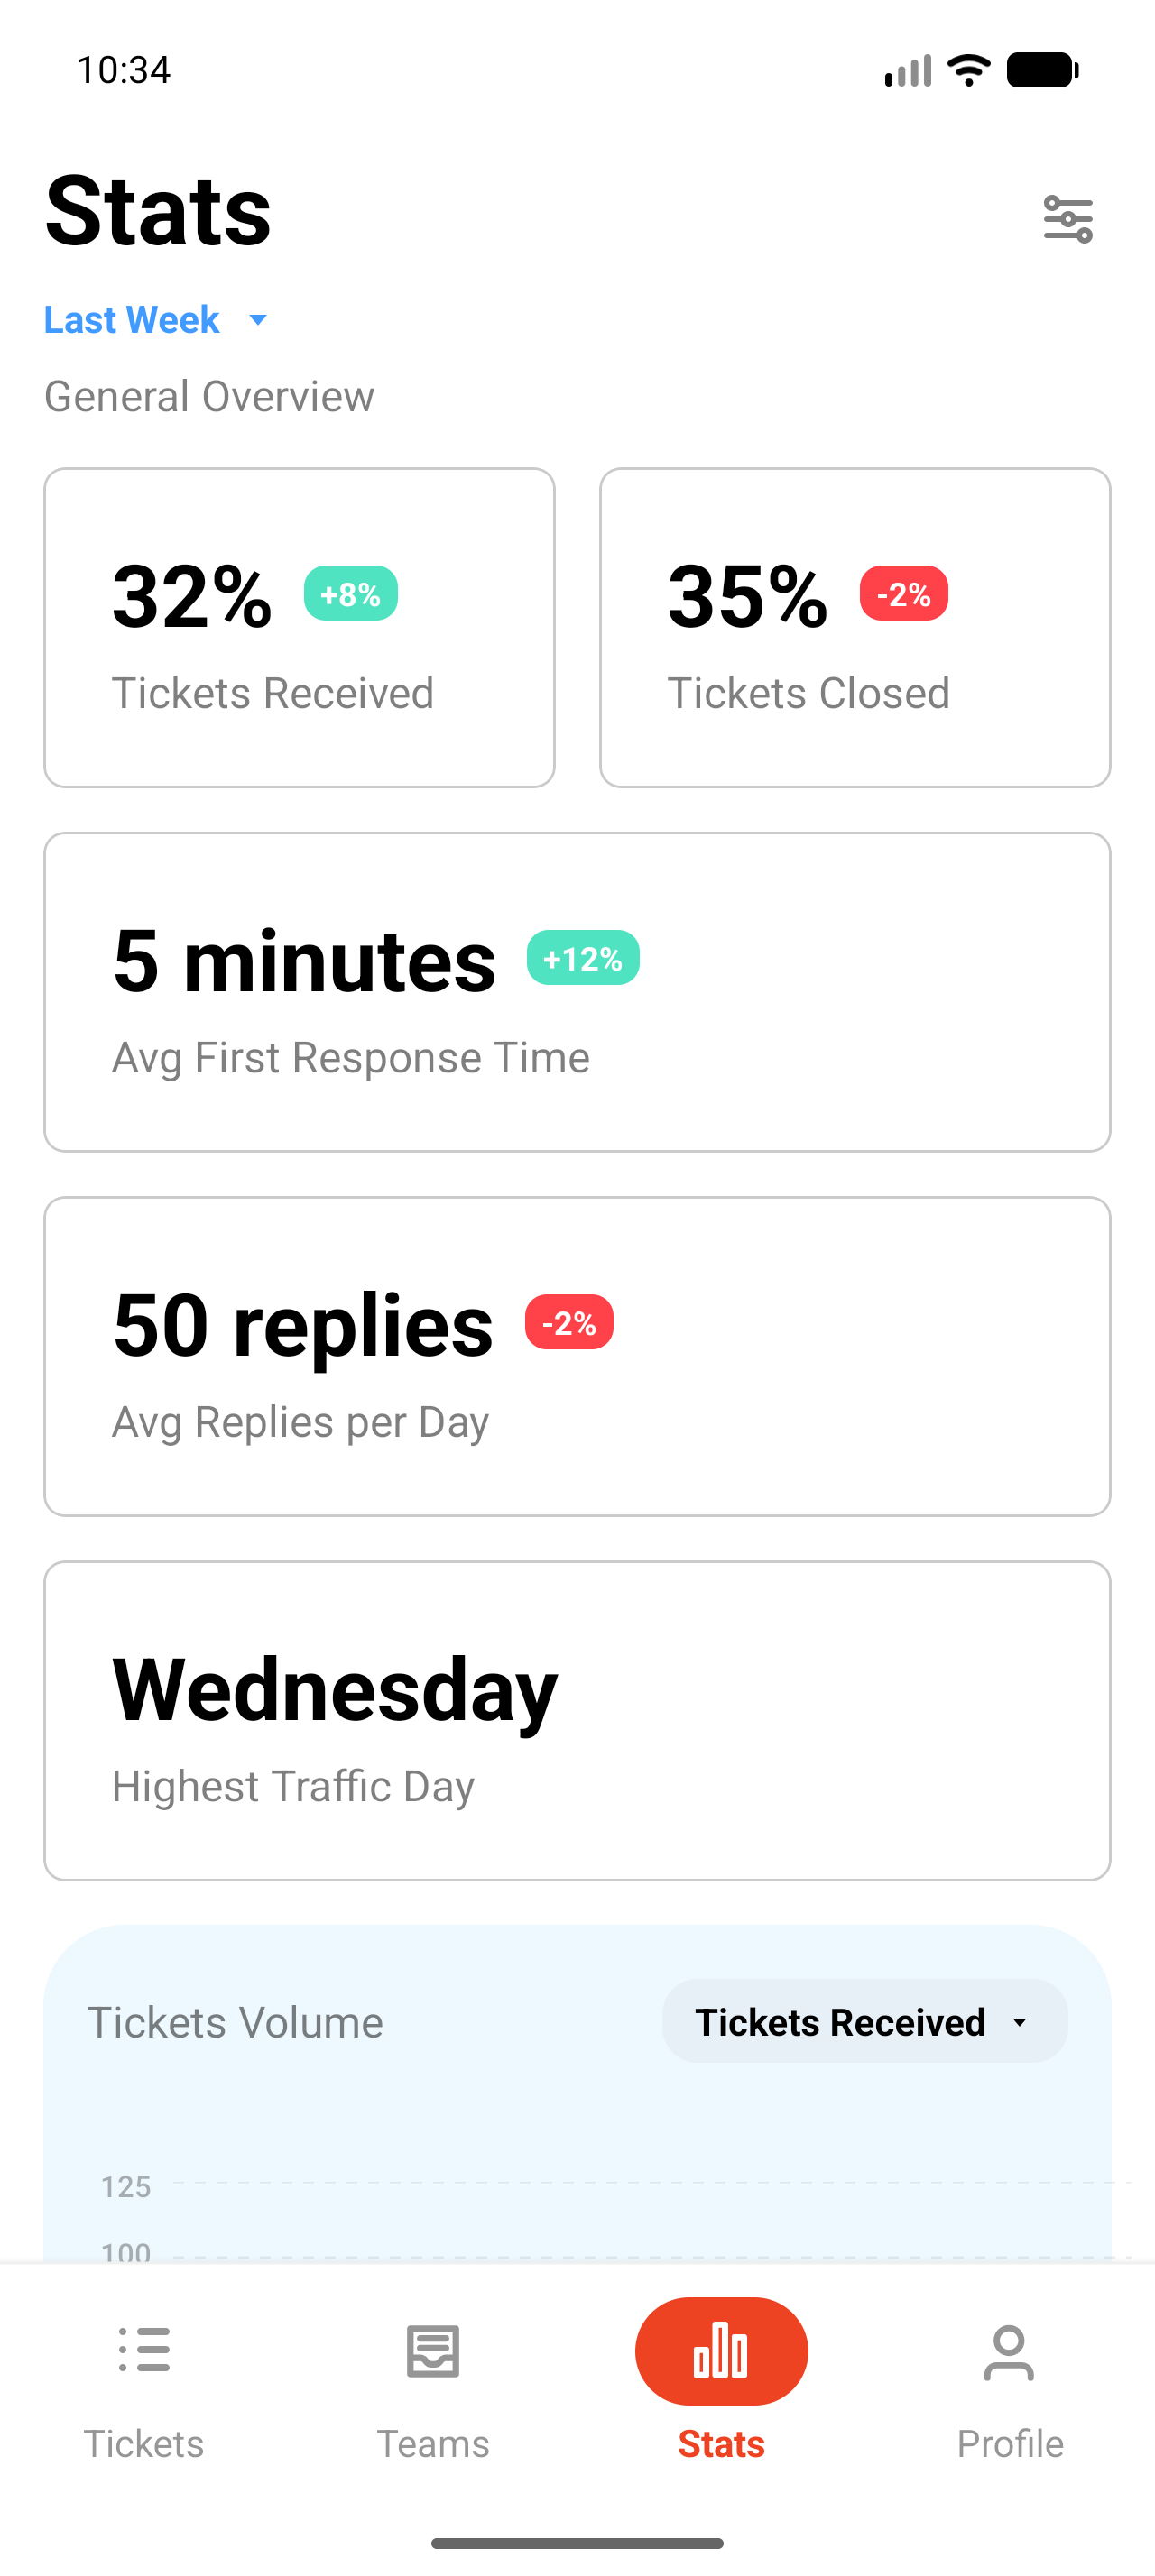 10:34
Stats
Last Week
General Overview
32% +8%
Tickets Received
35% -2%
Tickets Closed
5 minutes +12%
Avg First Response Time
50 replies -2%
Avg Replies per Day
Wednesday
Highest Traffic Day
Tickets Volume
Tickets Received
125
100
Tickets
Teams
Stats
Profile